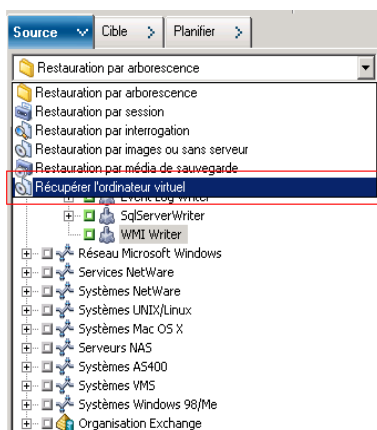 Source Cible Planifier
Restauration par arborescence
Restauration par arborescence
Restauration par session
Restauration par interrogation
Restauration par images ou sans serveur
Restauration par média de sauvegarde
Récupérer l'ordinateur virtuel
Event Log Writer
SqlServerWriter
WMI Writer
Réseau Microsoft Windows
Services NetWare
Systèmes NetWare
Systèmes UNIX/Linux
Systèmes Mac OS X
Serveurs NAS
Systèmes AS400
Systèmes VMS
Systèmes Windows 98/Me
Organisation Exchange